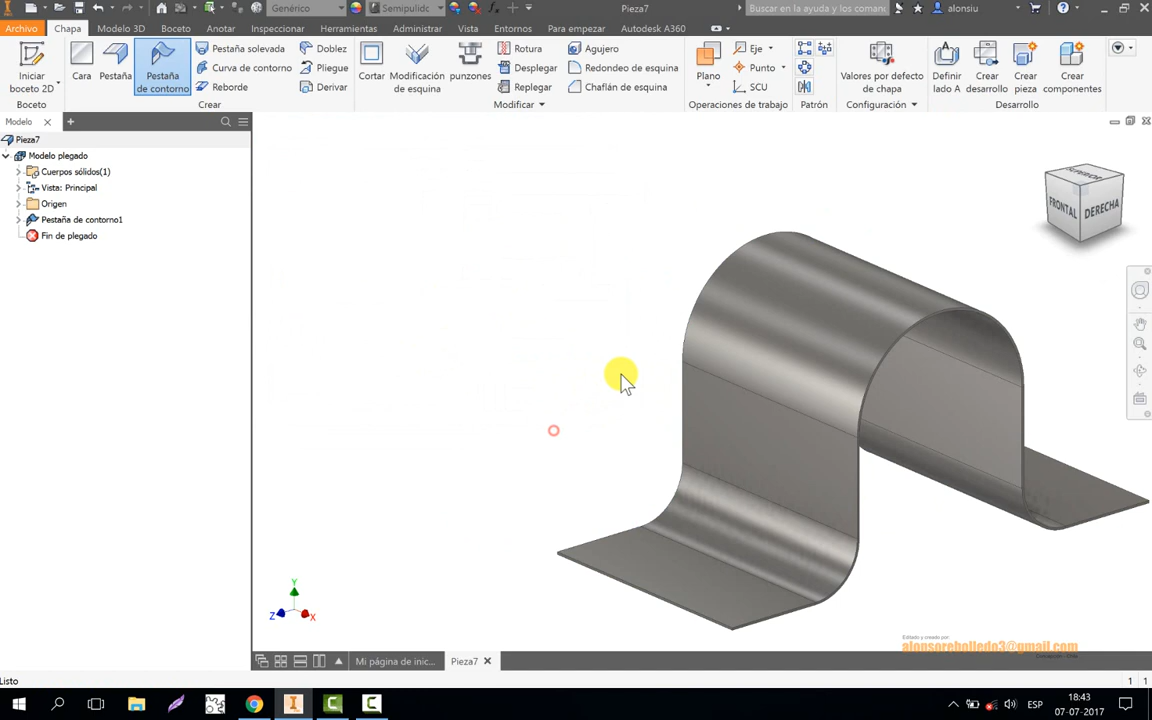 Genérico
Semipulido
Pieza7
Buscar en la ayuda y los coman
alonsiu
Archivo
Chapa
Modelo 3D
Boceto
Anotar
Inspeccionar
Herramientas
Administrar
Vista
Entornos
Para empezar
Autodesk A360
Iniciar
boceto 2D
Boceto
Cara
Pestaña
Pestaña
de contorno
Pestaña solevada
Curva de contorno
Reborde
Doblez
Pliegue
Derivar
Crear
Cortar
Modificación
de esquina
punzones
Rotura
Desplegar
Replegar
Agujero
Redondeo de esquina
Chaflán de esquina
Modificar
Plano
Eje
Punto
SCU
Operaciones de trabajo
Patrón
Valores por defecto
de chapa
Configuración
Definir
lado A
Crear
desarrollo
Crear
pieza
Crear
componentes
Desarrollo
Modelo
Pieza7
Modelo plegado
Cuerpos sólidos(1)
Vista: Principal
Origen
Pestaña de contorno1
Fin de plegado
SUPERIOR
FRONTAL
DERECHA
Y
Z
X
Editado y creado por:
alonsorebolledo3@gmail.com
Mi página de inic...
Pieza7
Listo
1
1
ESP
18:43
07-07-2017